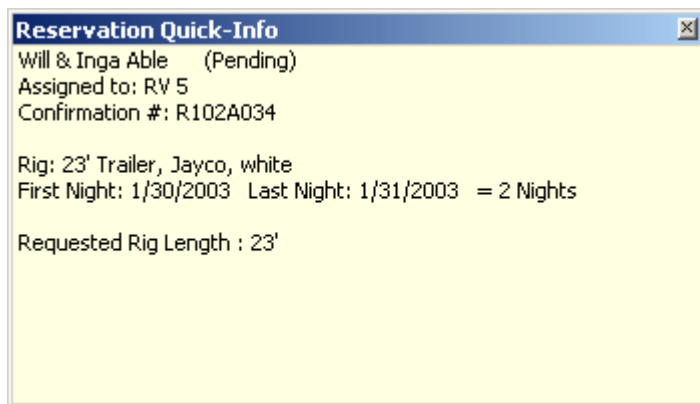 Reservation Quick-Info
Will & Inga Able (Pending)
Assigned to: RV 5
Confirmation #: R102A034
Rig: 23' Trailer, Jayco, white
First Night: 1/30/2003 Last Night: 1/31/2003 = 2 Nights
Requested Rig Length : 23'